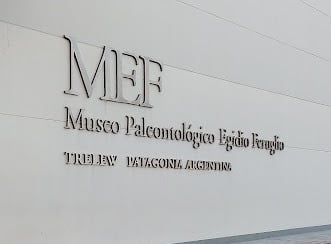 MEF
Museo Paleontológico Egidio Feruglio
TRELEW PATAGONIA ARGENTINA